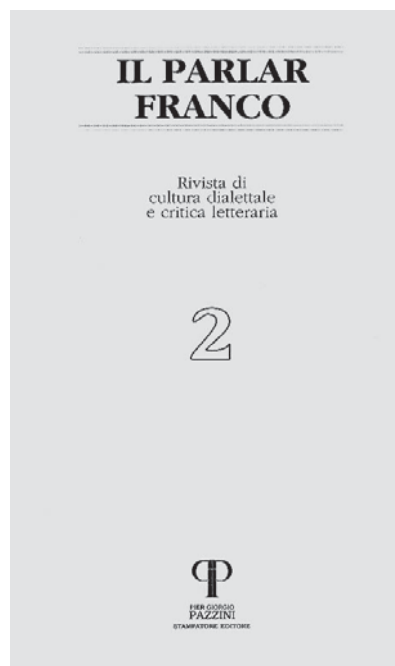 IL PARLAR
FRANCO
Rivista di
cultura dialettale
e critica letteraria
2
PIER GIORGIO
PAZZINI
STAMPATORE EDITORE